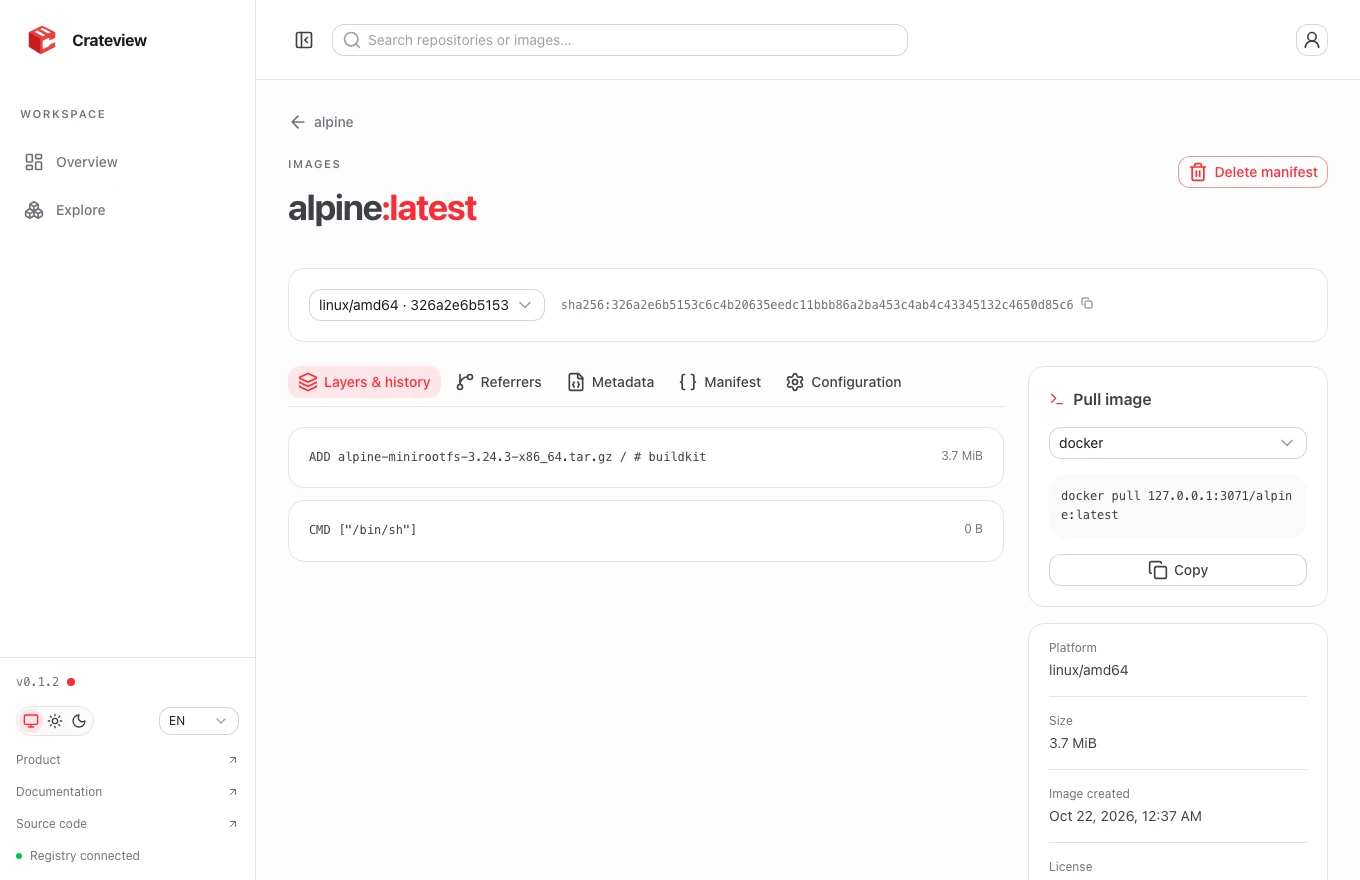 Crateview
Search repositories or images...
WORKSPACE
Overview
Explore
alpine
IMAGES
Delete manifest
alpine:latest
linux/amd64 · 326a2e6b5153
sha256:326a2e6b5153c6c4b20635eedc11bbb86a2ba453c4ab4c43345132c4650d85c6
Layers & history
Referrers
Metadata
Manifest
Configuration
ADD alpine-minirootfs-3.24.3-x86_64.tar.gz / # buildkit
3.7 MiB
CMD ["/bin/sh"]
0 B
Pull image
docker
docker pull 127.0.0.1:3071/alpin
e:latest
Copy
Platform
linux/amd64
Size
3.7 MiB
Image created
Oct 22, 2026, 12:37 AM
License
v0.1.2
EN
Product
Documentation
Source code
Registry connected